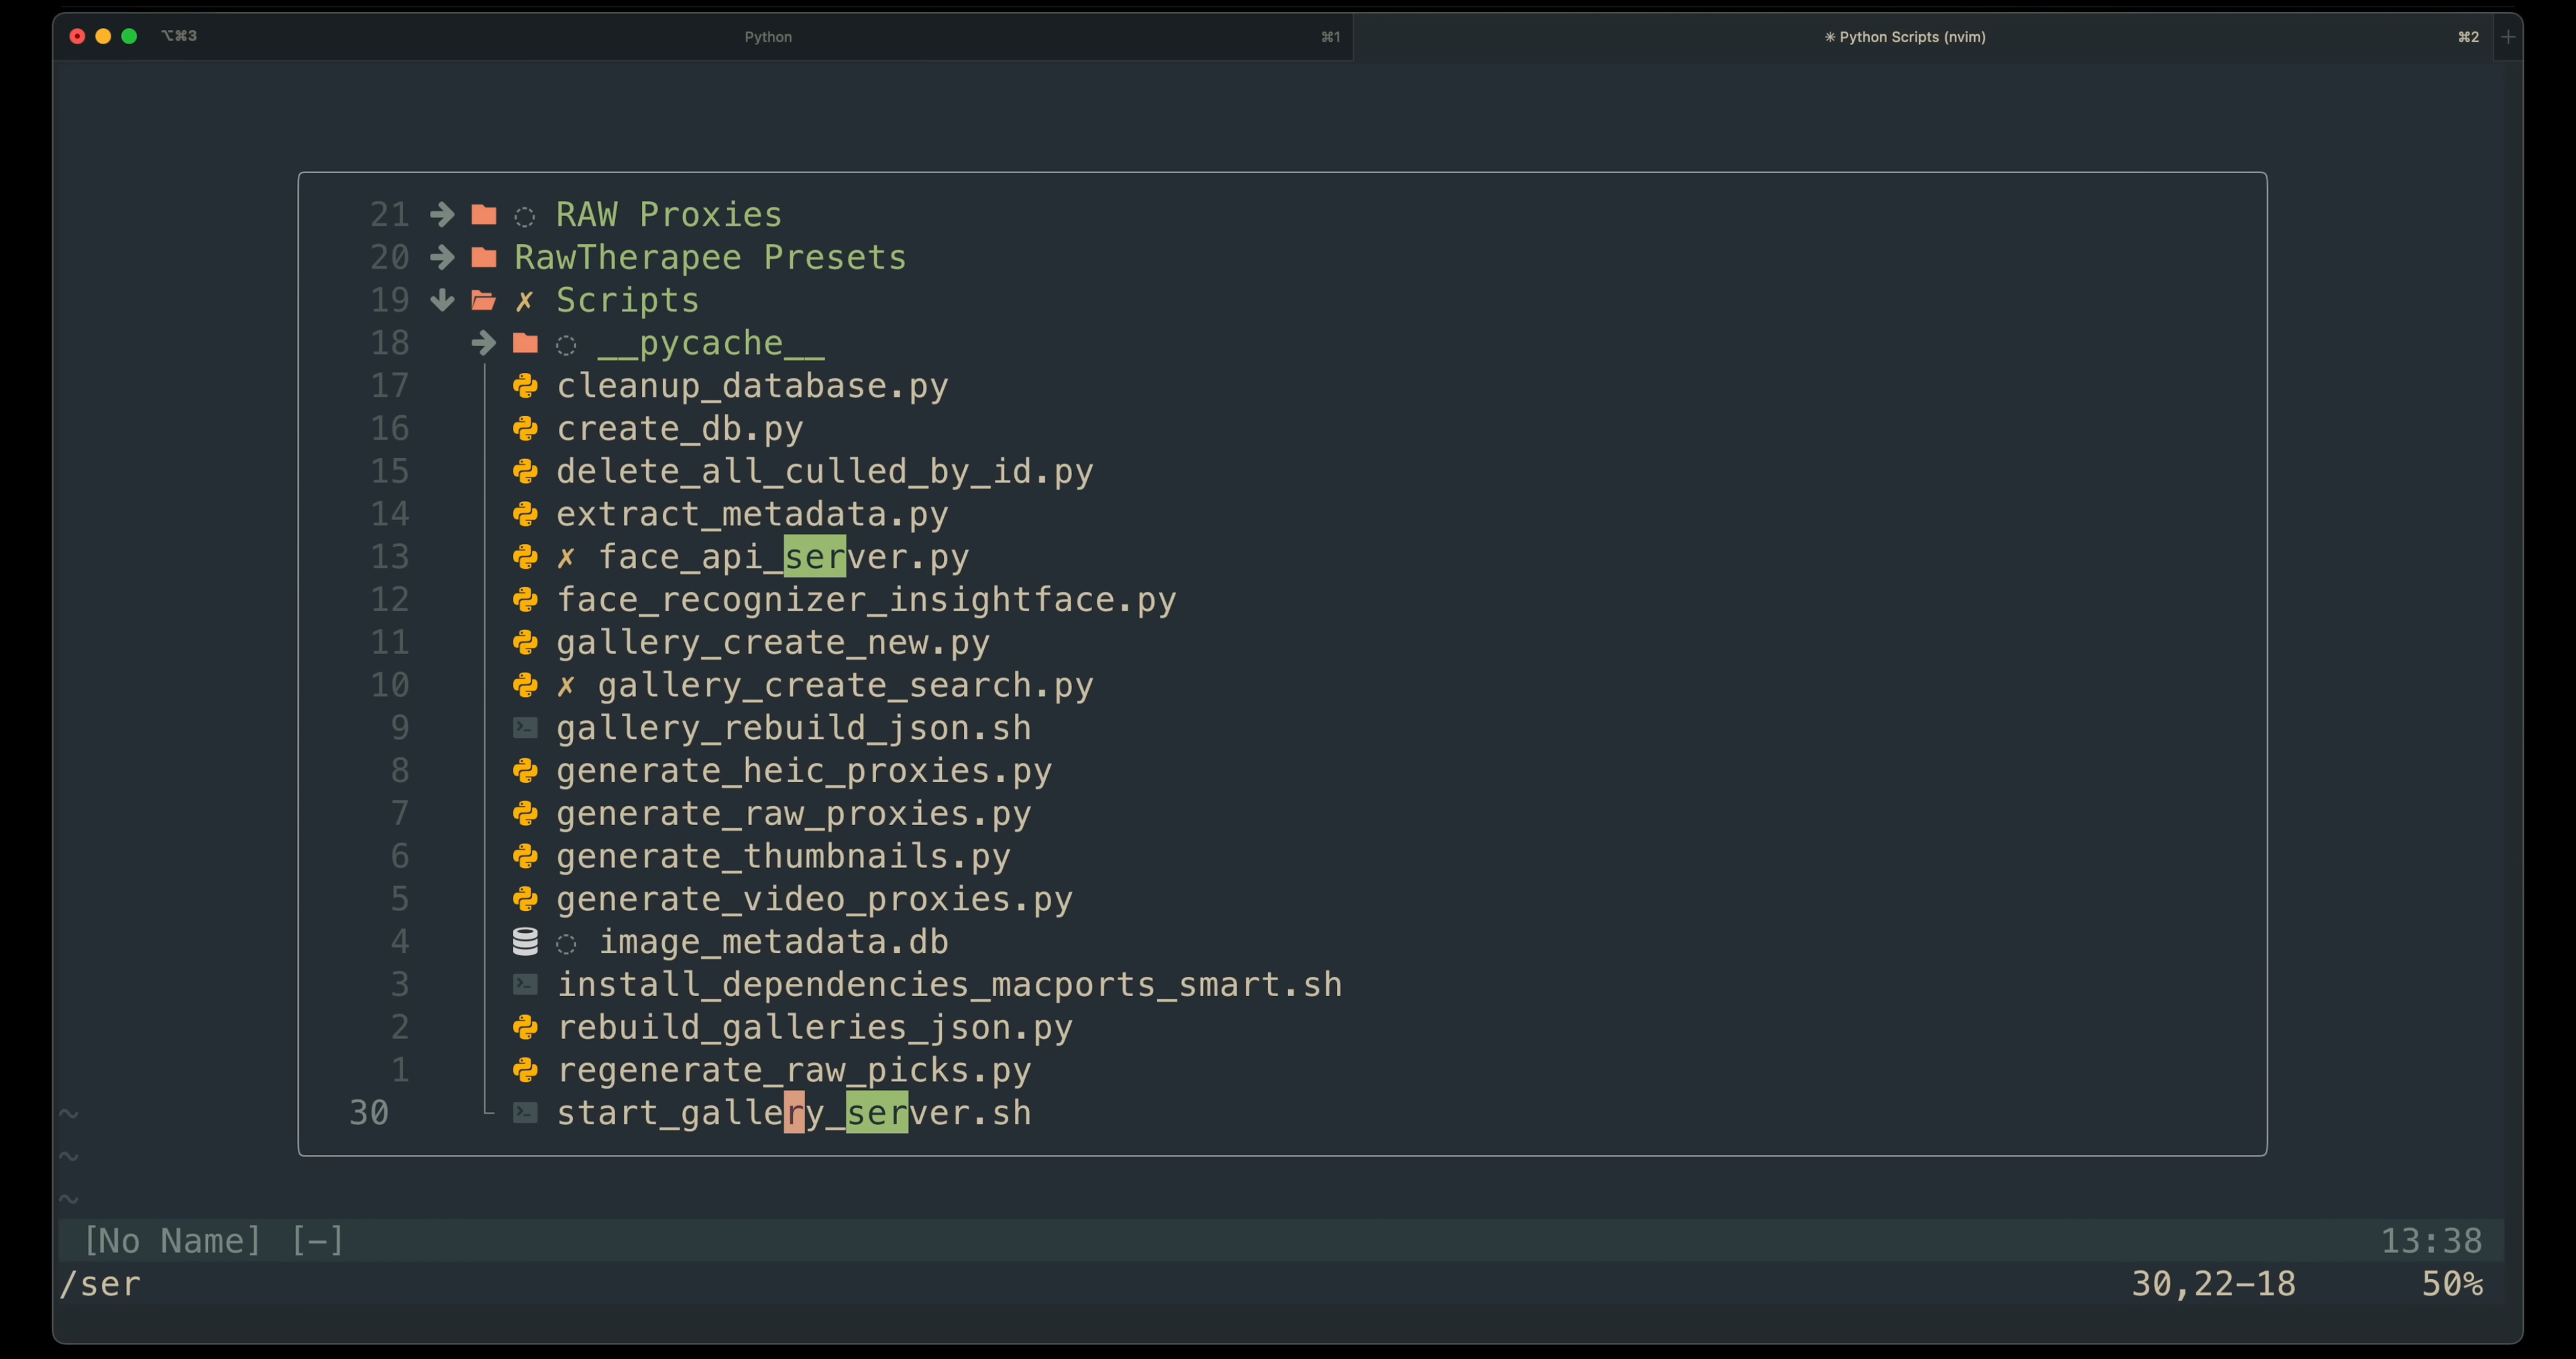 ⌥⌘3 Python ⌘1 ✳ Python Scripts (nvim) ⌘2 +
21 RAW Proxies
20 RawTherapee Presets
19 ✗ Scripts
18 __pycache__
17 cleanup_database.py
16 create_db.py
15 delete_all_culled_by_id.py
14 extract_metadata.py
13 ✗ face_api_server.py
12 face_recognizer_insightface.py
11 gallery_create_new.py
10 ✗ gallery_create_search.py
9 gallery_rebuild_json.sh
8 generate_heic_proxies.py
7 generate_raw_proxies.py
6 generate_thumbnails.py
5 generate_video_proxies.py
4 image_metadata.db
3 install_dependencies_macports_smart.sh
2 rebuild_galleries_json.py
1 regenerate_raw_picks.py
~ 30 start_gallery_server.sh
~
~
[No Name] [-] 13:38
/ser 30,22-18 50%